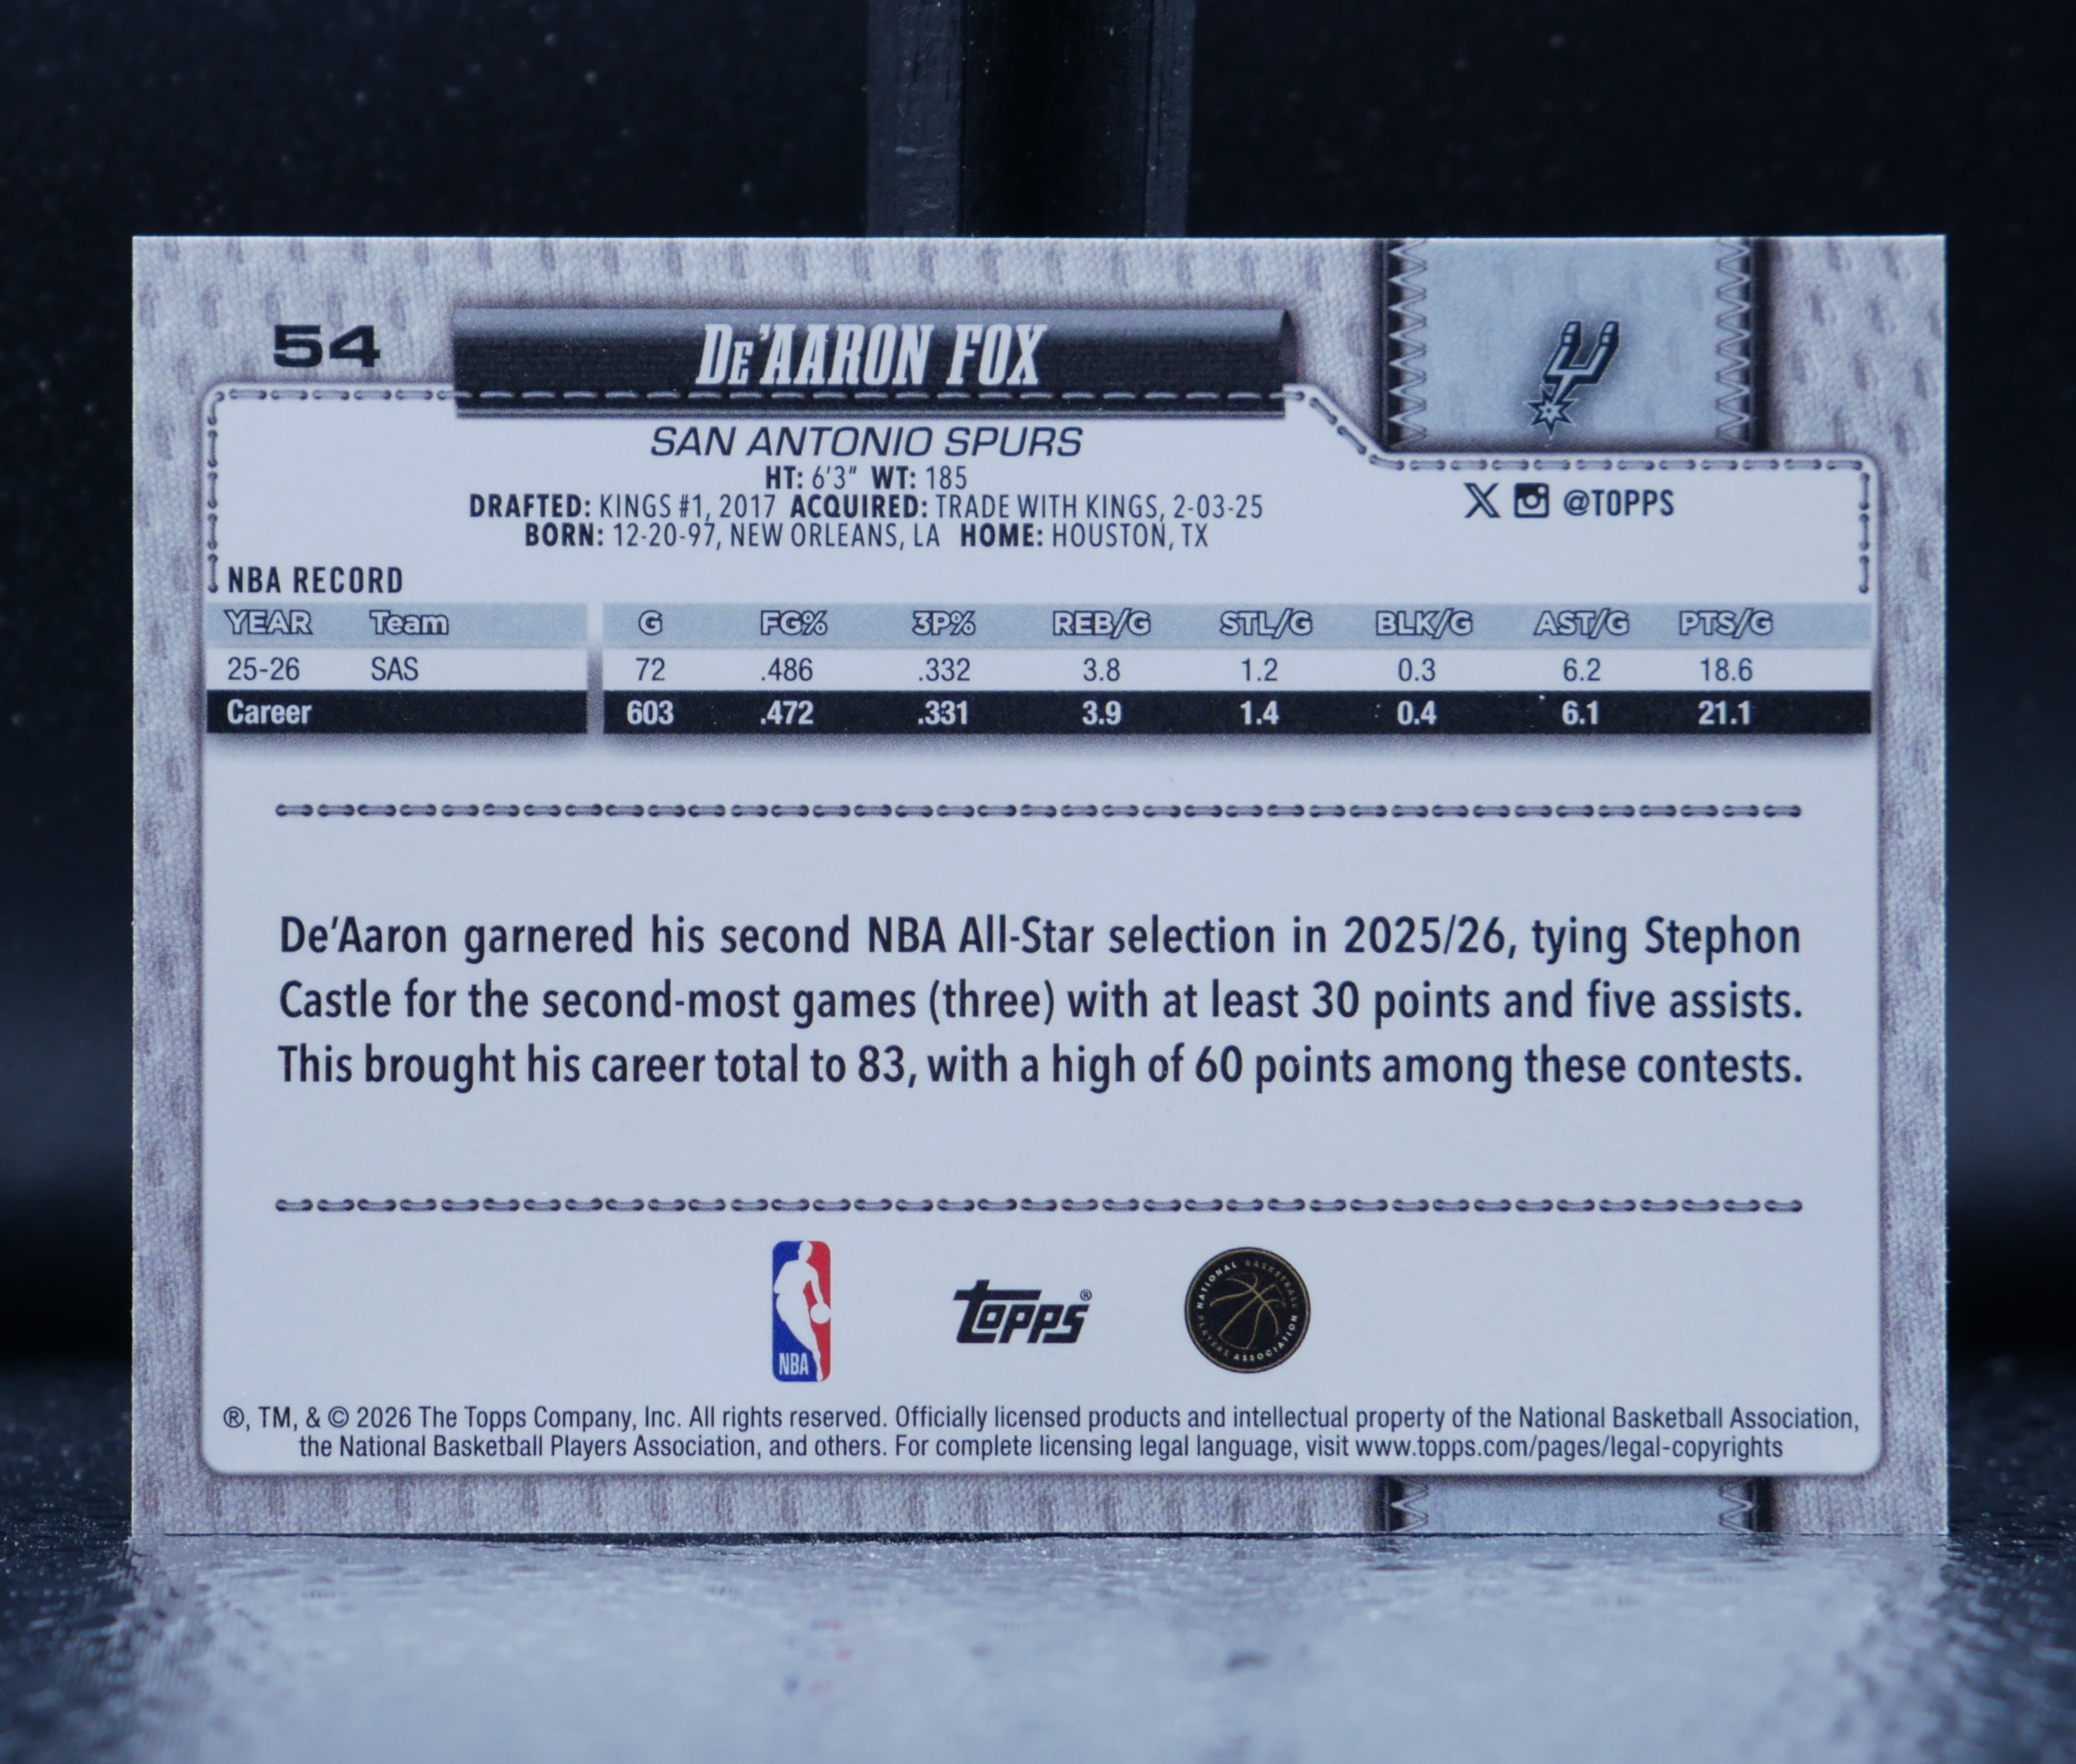 54
De'AARON FOX
SAN ANTONIO SPURS
HT: 6'3" WT: 185
DRAFTED: KINGS #1, 2017 ACQUIRED: TRADE WITH KINGS, 2-03-25
BORN: 12-20-97, NEW ORLEANS, LA HOME: HOUSTON, TX
@TOPPS
NBA RECORD
YEAR Team G FG% 3P% REB/G STL/G BLK/G AST/G PTS/G
25-26 SAS 72 .486 .332 3.8 1.2 0.3 6.2 18.6
Career 603 .472 .331 3.9 1.4 0.4 6.1 21.1
De'Aaron garnered his second NBA All-Star selection in 2025/26, tying Stephon
Castle for the second-most games (three) with at least 30 points and five assists.
This brought his career total to 83, with a high of 60 points among these contests.
NBA
Topps®
NATIONAL BASKETBALL PLAYERS ASSOCIATION
®, TM, & © 2026 The Topps Company, Inc. All rights reserved. Officially licensed products and intellectual property of the National Basketball Association,
the National Basketball Players Association, and others. For complete licensing legal language, visit www.topps.com/pages/legal-copyrights